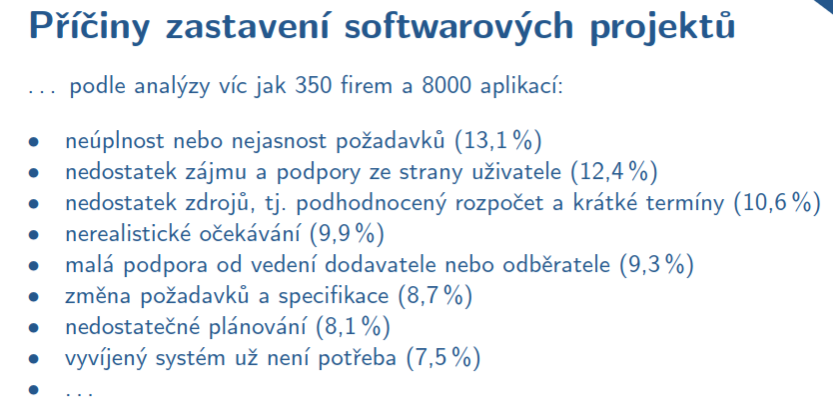 Příčiny zastavení softwarových projektů
... podle analýzy víc jak 350 firem a 8000 aplikací:
• neúplnost nebo nejasnost požadavků (13,1 %)
• nedostatek zájmu a podpory ze strany uživatele (12,4 %)
• nedostatek zdrojů, tj. podhodnocený rozpočet a krátké termíny (10,6 %)
• nerealistické očekávání (9,9 %)
• malá podpora od vedení dodavatele nebo odběratele (9,3 %)
• změna požadavků a specifikace (8,7 %)
• nedostatečné plánování (8,1 %)
• vyvíjený systém už není potřeba (7,5 %)
• ...